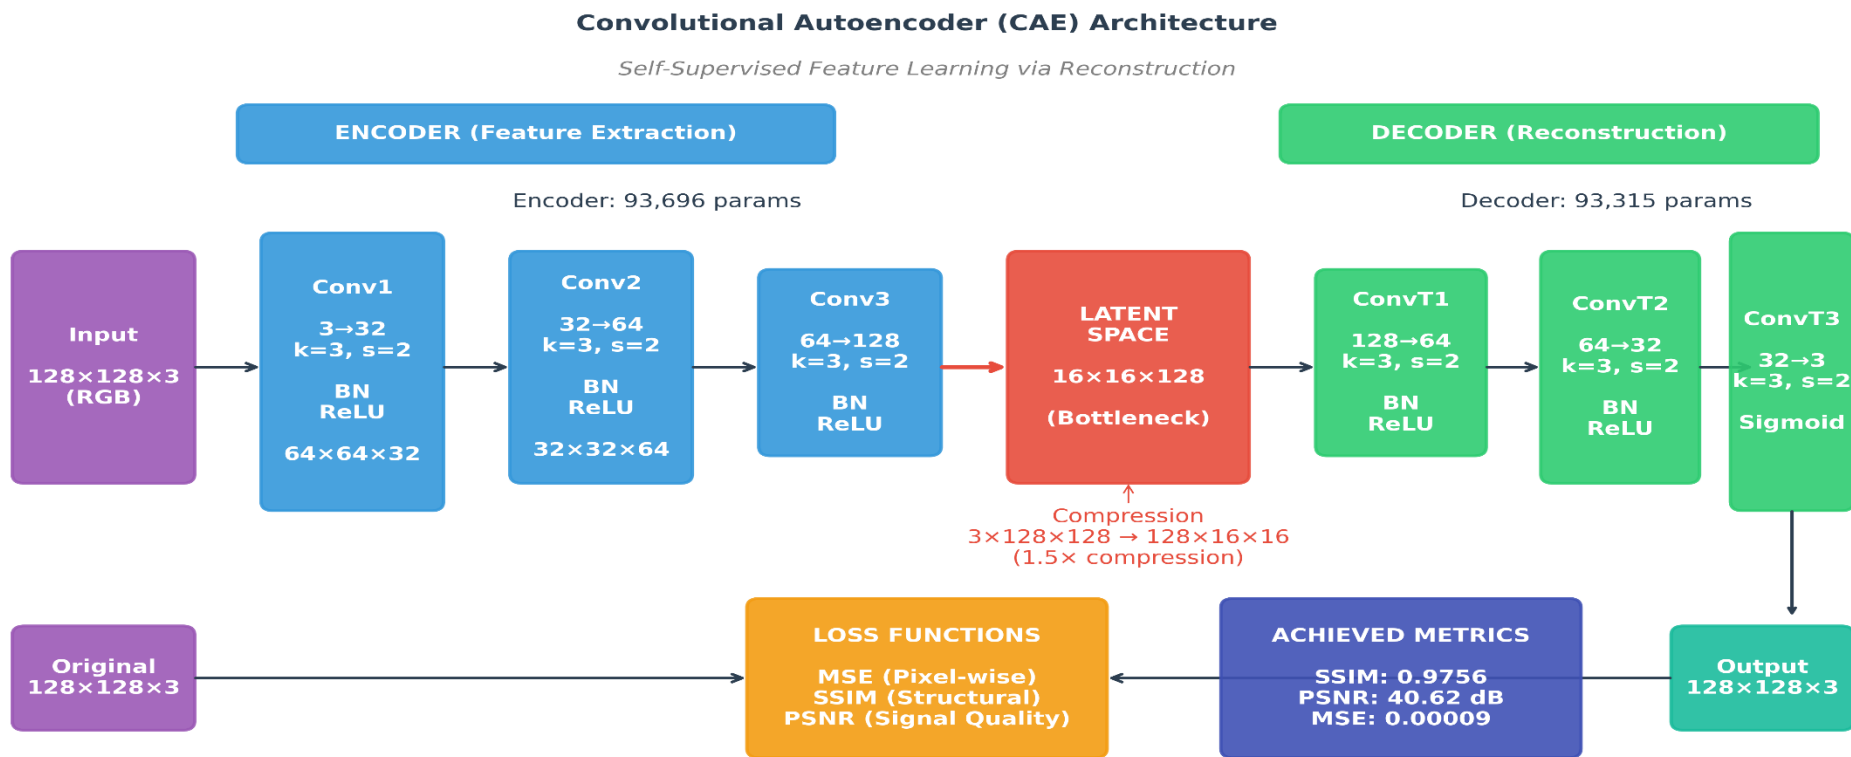 Convolutional Autoencoder (CAE) Architecture
Self-Supervised Feature Learning via Reconstruction
ENCODER (Feature Extraction)
DECODER (Reconstruction)
Encoder: 93,696 params
Decoder: 93,315 params
Input
128×128×3
(RGB)
Conv1
3→32
k=3, s=2
BN
ReLU
64×64×32
Conv2
32→64
k=3, s=2
BN
ReLU
32×32×64
Conv3
64→128
k=3, s=2
BN
ReLU
LATENT
SPACE
16×16×128
(Bottleneck)
ConvT1
128→64
k=3, s=2
BN
ReLU
ConvT2
64→32
k=3, s=2
BN
ReLU
ConvT3
32→3
k=3, s=2
Sigmoid
Compression
3×128×128 → 128×16×16
(1.5× compression)
Original
128×128×3
LOSS FUNCTIONS
MSE (Pixel-wise)
SSIM (Structural)
PSNR (Signal Quality)
ACHIEVED METRICS
SSIM: 0.9756
PSNR: 40.62 dB
MSE: 0.00009
Output
128×128×3